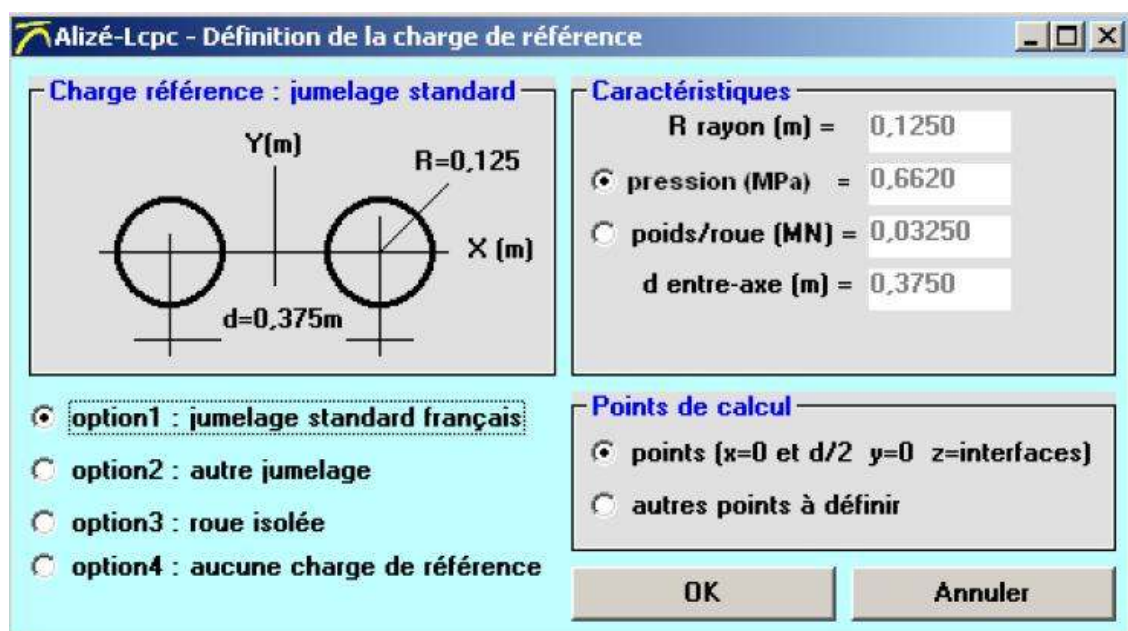 Alizé-Lcpc - Définition de la charge de référence
Charge référence : jumelage standard
Y(m)
R=0,125
X (m)
d=0,375m
Caractéristiques
R rayon (m) = 0,1250
pression (MPa) = 0,6620
poids/roue (MN) = 0,03250
d entre-axe (m) = 0,3750
option1 : jumelage standard français
option2 : autre jumelage
option3 : roue isolée
option4 : aucune charge de référence
Points de calcul
points (x=0 et d/2 y=0 z=interfaces)
autres points à définir
OK
Annuler